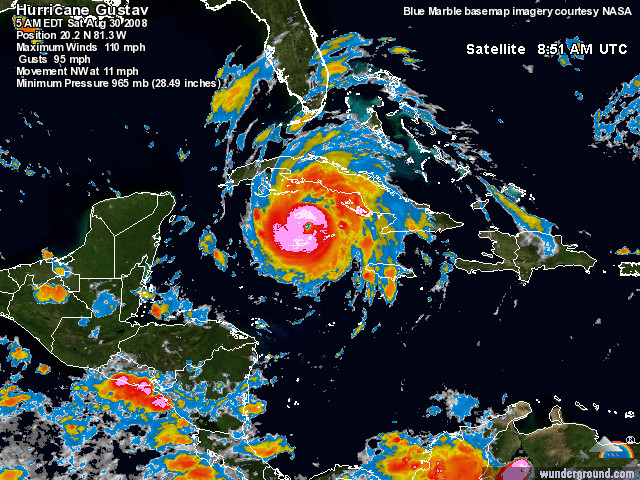 Hurricane Gustav
5 AM EDT Sat Aug 30 2008
Position 20.2 N 81.3 W
Maximum Winds 110 mph
Gusts 95 mph
Movement NW at 11 mph
Minimum Pressure 965 mb (28.49 inches)
Blue Marble basemap imagery courtesy NASA
Satellite 8:51 AM UTC
wunderground.com